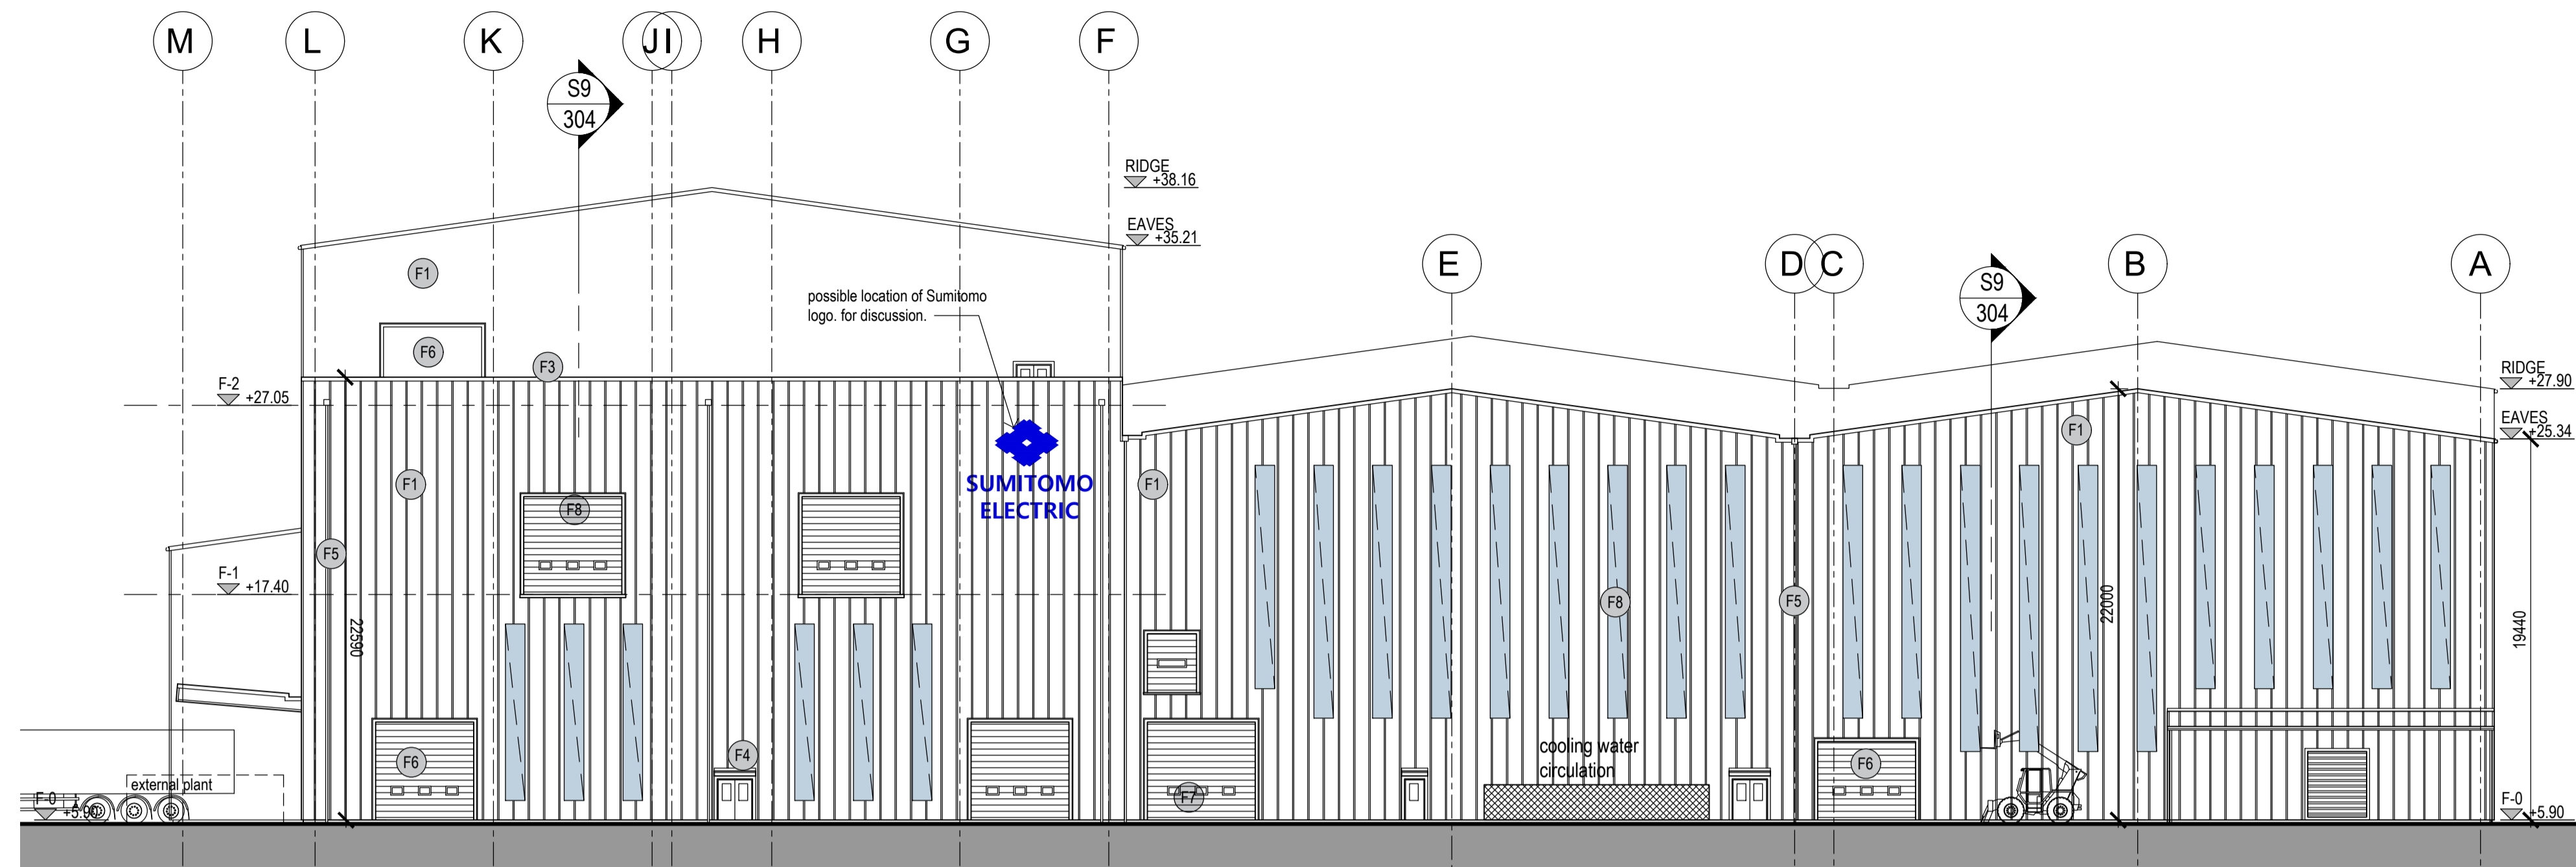 M
L
K
J
I
H
G
F
S9
304
RIDGE
+38.16
EAVES
+35.21
E
D
C
B
A
S9
304
F1
possible location of Sumitomo
logo. for discussion.
F6
F3
F-2
+27.05
RIDGE
+27.90
EAVES
+25.34
F1
F1
F8
SUMITOMO
ELECTRIC
F1
F5
F-1
+17.40
F8
F5
22590
22000
19440
F6
F4
cooling water
circulation
F6
F7
external plant
F-0
+5.90
F-0
+5.90